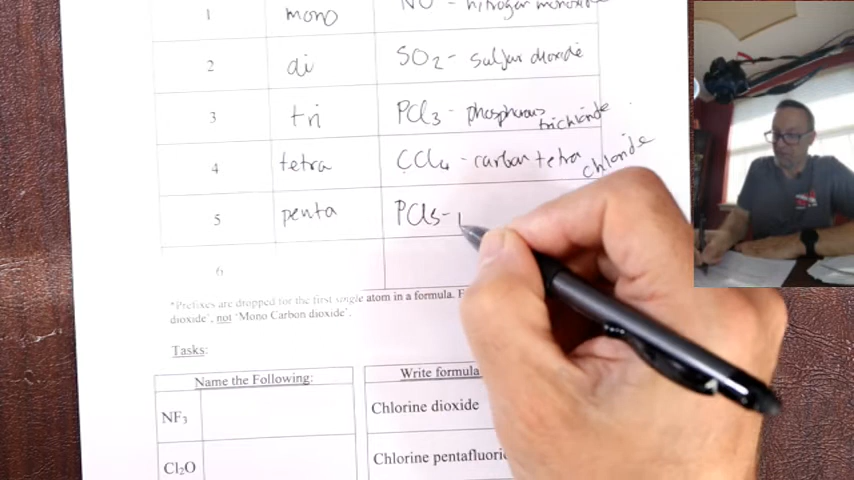 1 mono NO - nitrogen monoxide
2 di SO2 - sulfur dioxide
3 tri PCl3 - phosphorus
trichloride
4 tetra CCl4 - carbon tetra
chloride
5 penta PCl5 -
6
*Prefixes are dropped for the first single atom in a formula.
dioxide', not 'Mono Carbon dioxide'.
Tasks:
Name the Following: Write formula
NF3 Chlorine dioxide
Cl2O Chlorine pentafluori